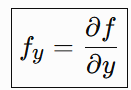 f_y = ∂f/∂y